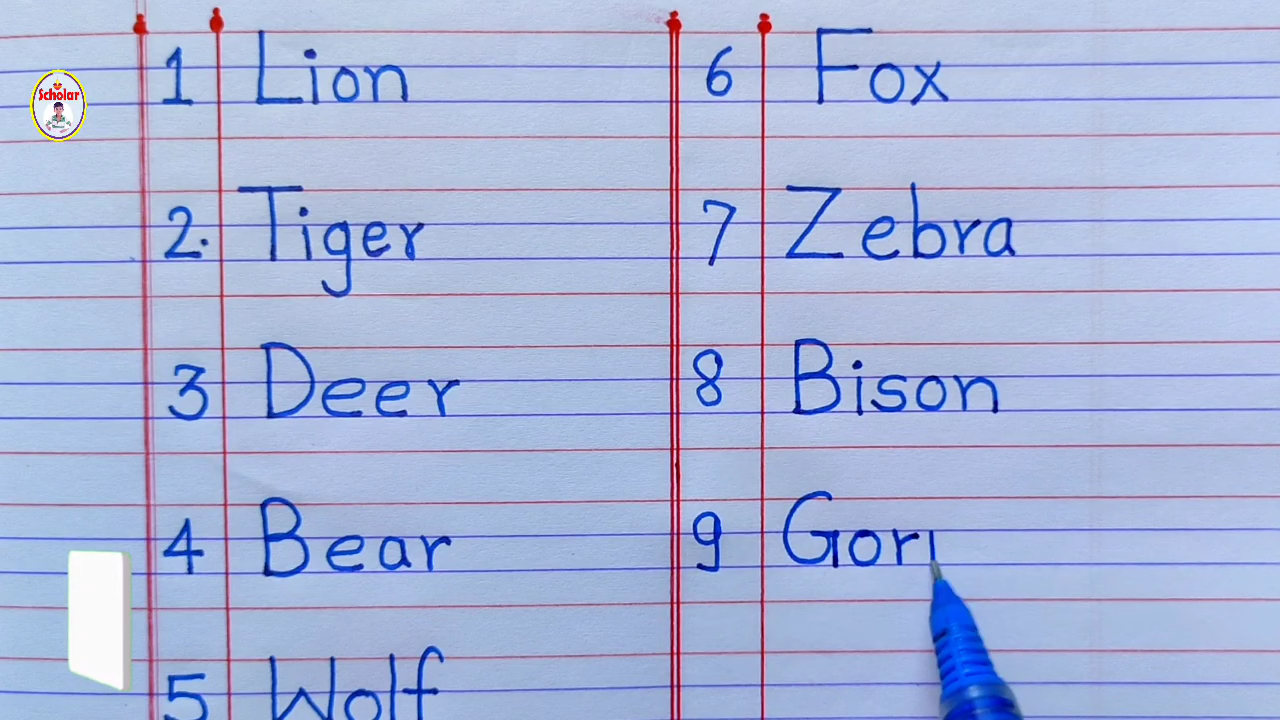 Scholar
1 Lion
2. Tiger
3 Deer
4 Bear
5 Wolf
6 Fox
7 Zebra
8 Bison
9 Gori